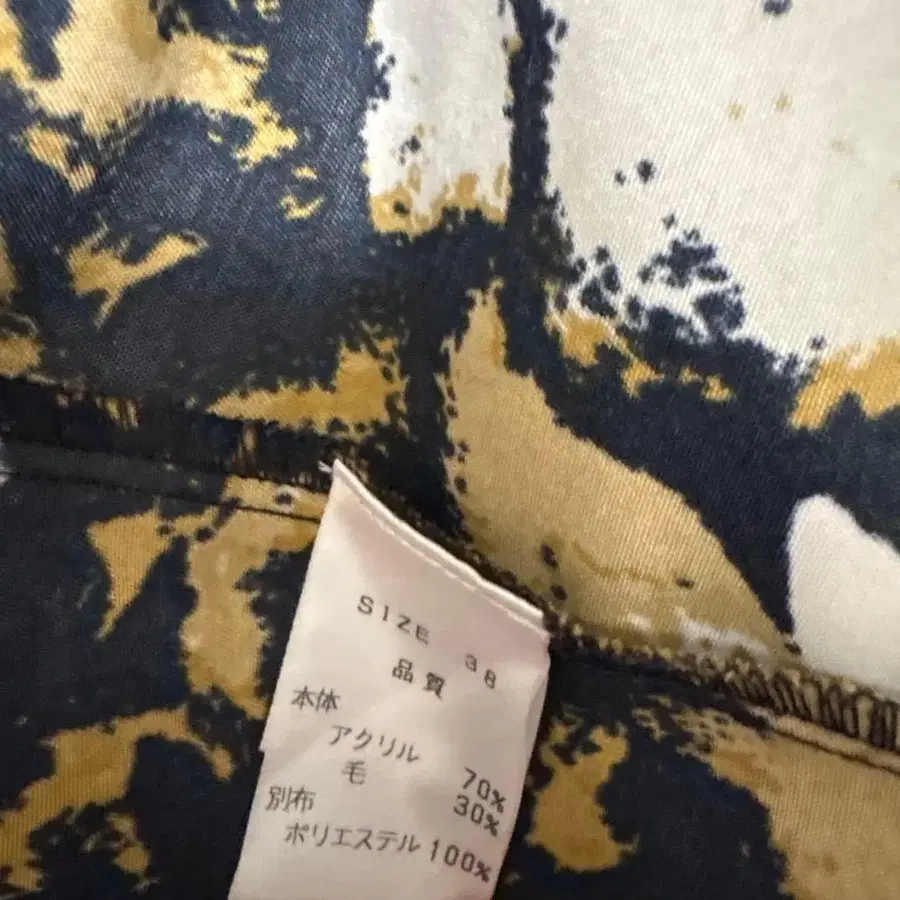 SIZE 38
品質
本体
アクリル 70%
毛 30%
別布
ポリエステル 100%